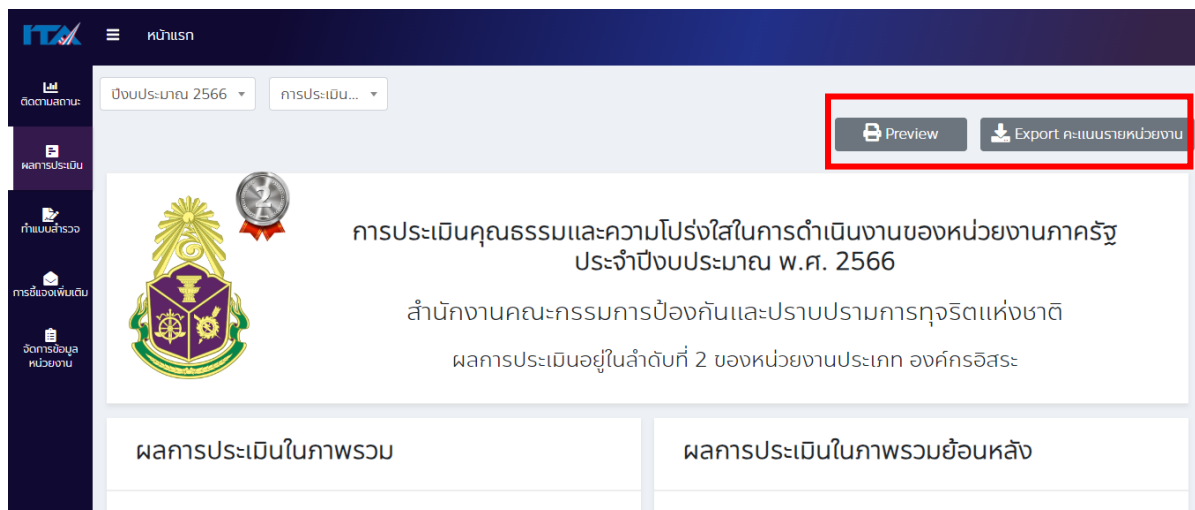 ITA
หน้าแรก
ติดตามสถานะ
ผลการประเมิน
ทำแบบสำรวจ
การชี้แจงเพิ่มเติม
จัดการข้อมูล
หน่วยงาน
ปีงบประมาณ 2566
การประเมิน...
Preview
Export คะแนนรายหน่วยงาน
2
การประเมินคุณธรรมและความโปร่งใสในการดำเนินงานของหน่วยงานภาครัฐ
ประจำปีงบประมาณ พ.ศ. 2566
สำนักงานคณะกรรมการป้องกันและปราบปรามการทุจริตแห่งชาติ
ผลการประเมินอยู่ในลำดับที่ 2 ของหน่วยงานประเภท องค์กรอิสระ
ผลการประเมินในภาพรวม
ผลการประเมินในภาพรวมย้อนหลัง